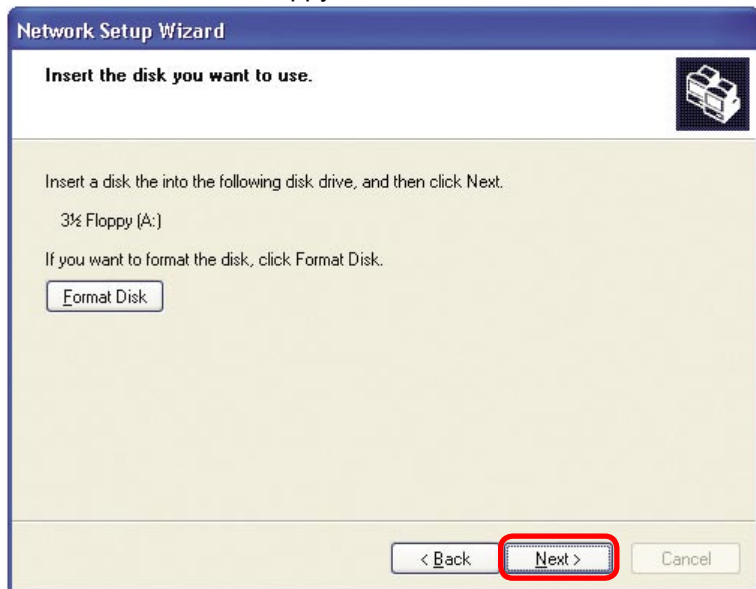 Network Setup Wizard
Insert the disk you want to use.
Insert a disk the into the following disk drive, and then click Next.
3½ Floppy (A:)
If you want to format the disk, click Format Disk.
Format Disk
< Back
Next >
Cancel